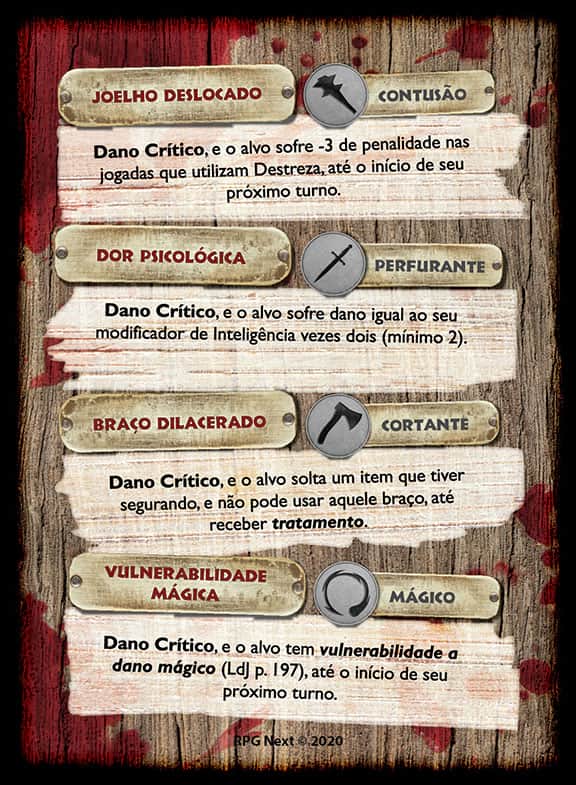 JOELHO DESLOCADO
CONTUSÃO
Dano Crítico, e o alvo sofre -3 de penalidade nas
jogadas que utilizam Destreza, até o início de seu
próximo turno.
DOR PSICOLÓGICA
PERFURANTE
Dano Crítico, e o alvo sofre dano igual ao seu
modificador de Inteligência vezes dois (mínimo 2).
BRAÇO DILACERADO
CORTANTE
Dano Crítico, e o alvo solta um item que tiver
segurando, e não pode usar aquele braço, até
receber tratamento.
VULNERABILIDADE
MÁGICA
MÁGICO
Dano Crítico, e o alvo tem vulnerabilidade a
dano mágico (LdJ p. 197), até o início de seu
próximo turno.
RPG Next ©.2020